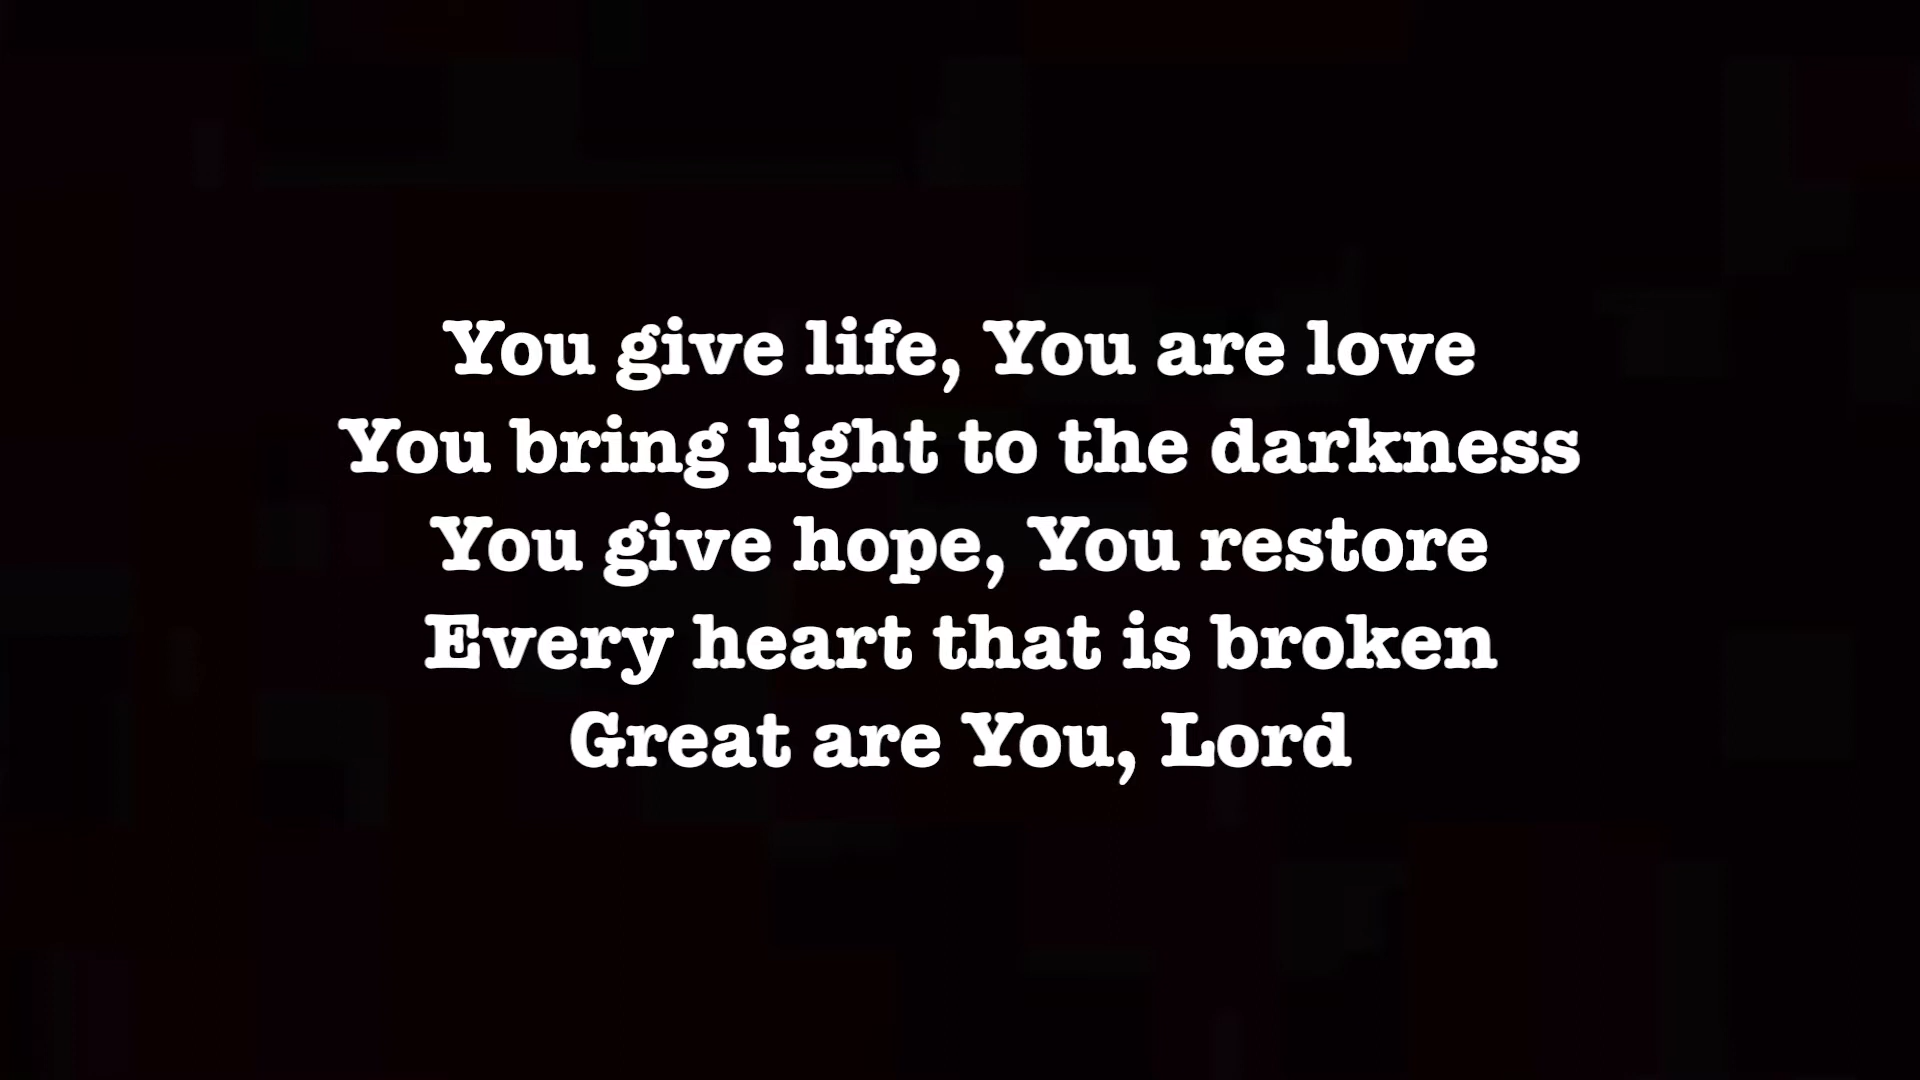 You give life, You are love
You bring light to the darkness
You give hope, You restore
Every heart that is broken
Great are You, Lord